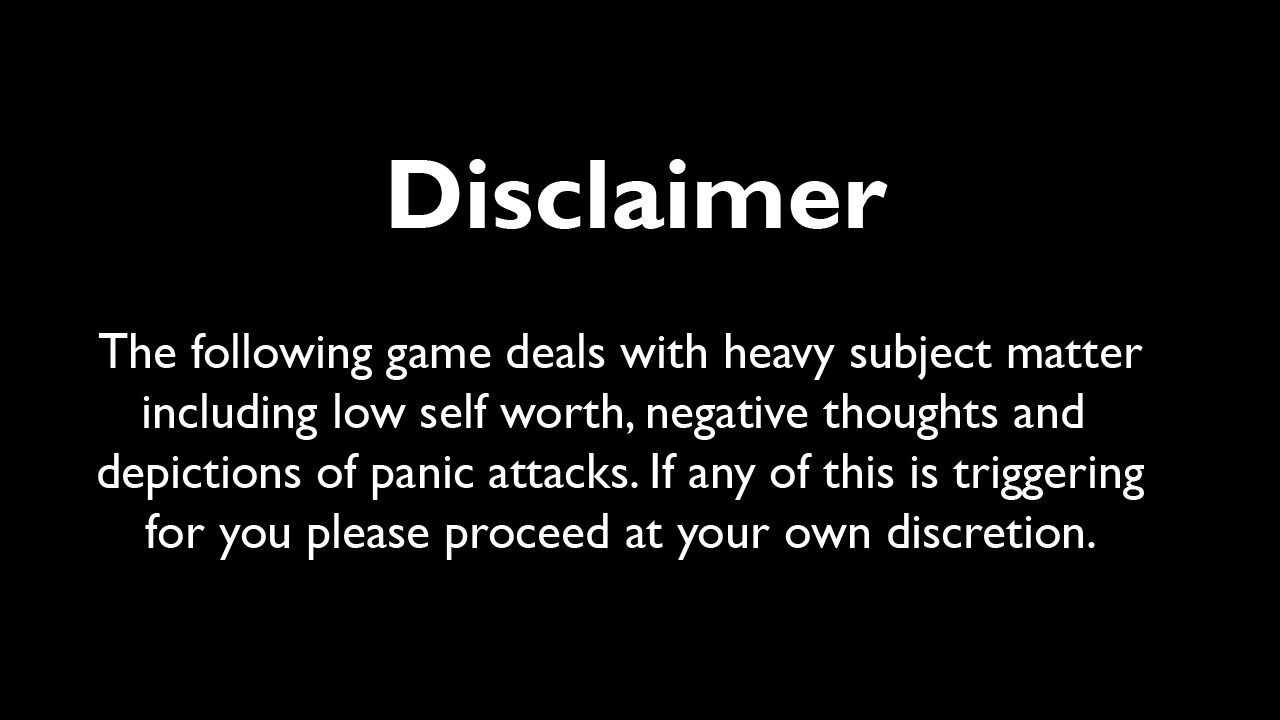 Disclaimer
The following game deals with heavy subject matter
including low self worth, negative thoughts and
depictions of panic attacks. If any of this is triggering
for you please proceed at your own discretion.